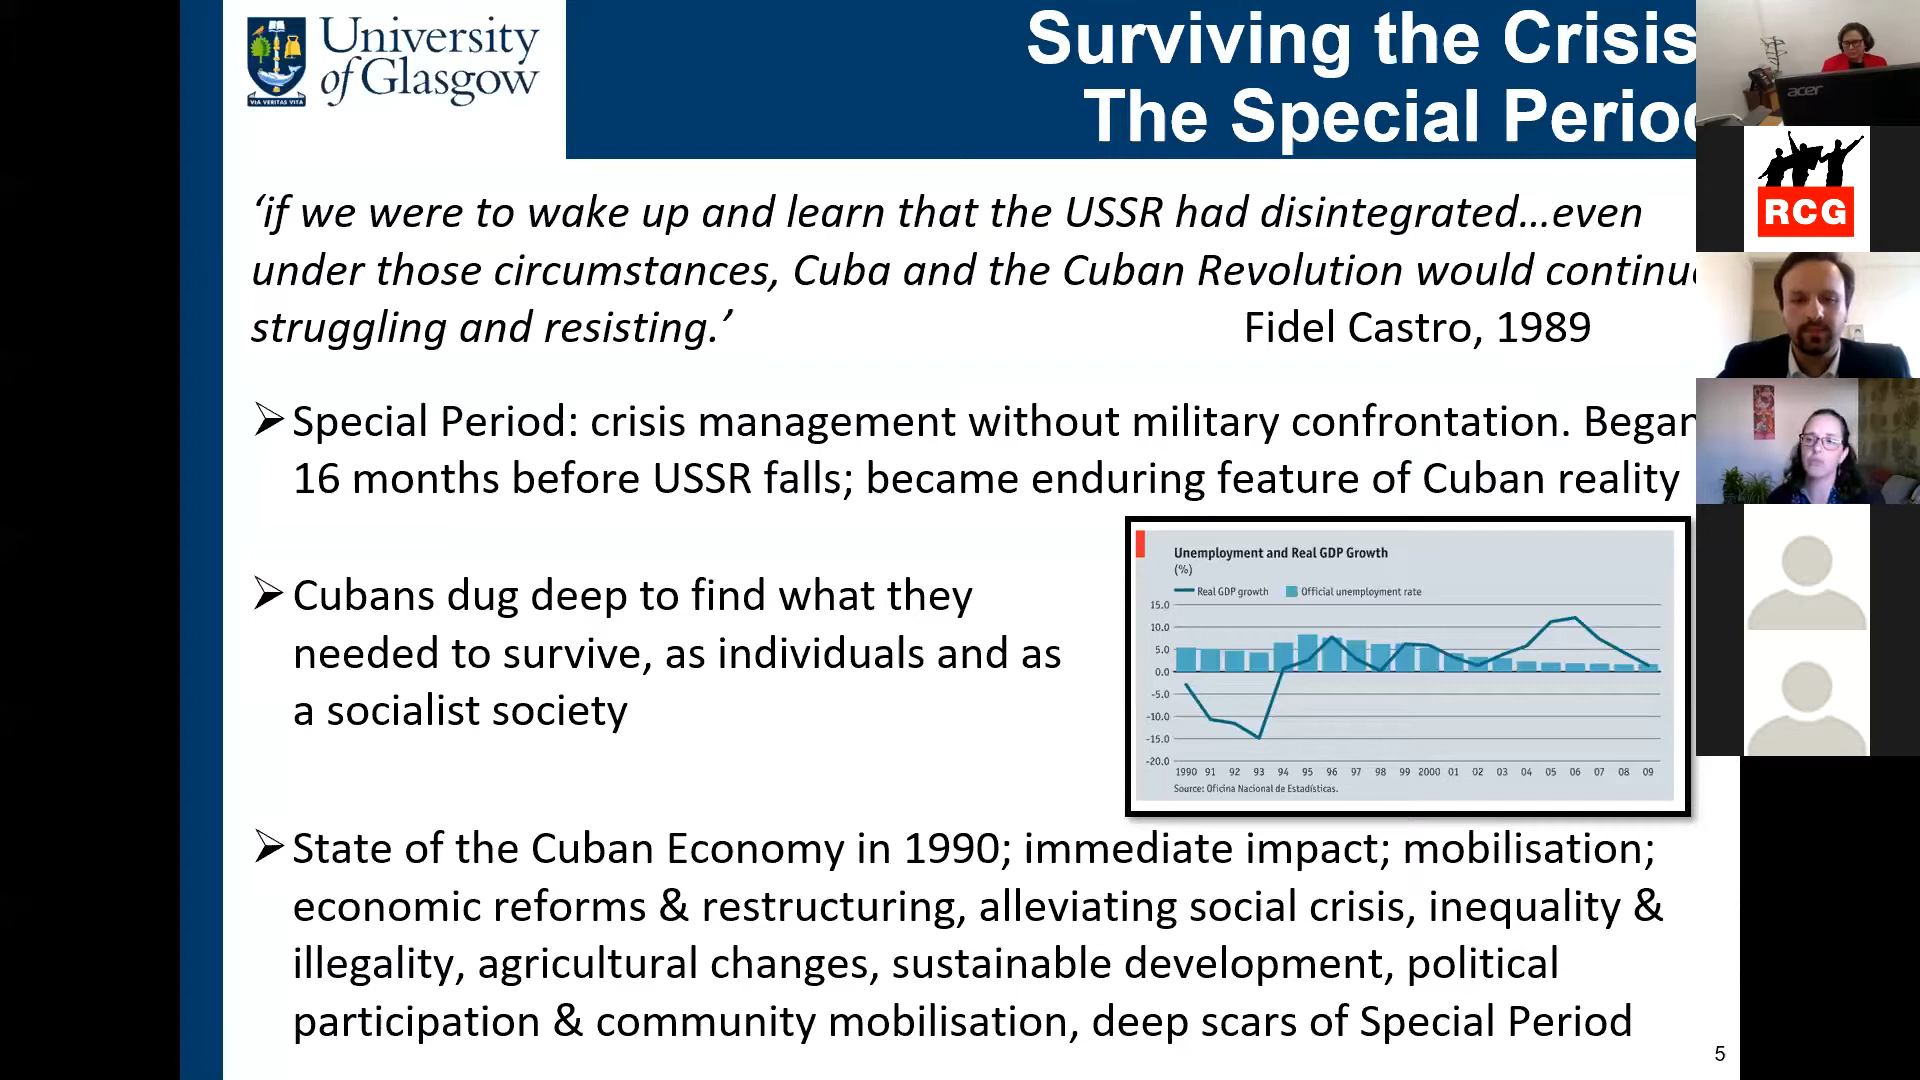 University
of Glasgow
VIA VERITAS VITA
Surviving the Crisis
The Special Period
‘if we were to wake up and learn that the USSR had disintegrated…even
under those circumstances, Cuba and the Cuban Revolution would continue
struggling and resisting.’ Fidel Castro, 1989
➢ Special Period: crisis management without military confrontation. Began
16 months before USSR falls; became enduring feature of Cuban reality
➢ Cubans dug deep to find what they
needed to survive, as individuals and as
a socialist society
Unemployment and Real GDP Growth
(%)
Real GDP growth Official unemployment rate
15.0
10.0
5.0
0.0
-5.0
-10.0
-15.0
-20.0
1990 91 92 93 94 95 96 97 98 99 2000 01 02 03 04 05 06 07 08 09
Source: Oficina Nacional de Estadísticas.
➢ State of the Cuban Economy in 1990; immediate impact; mobilisation;
economic reforms & restructuring, alleviating social crisis, inequality &
illegality, agricultural changes, sustainable development, political
participation & community mobilisation, deep scars of Special Period
5
acer
RCG